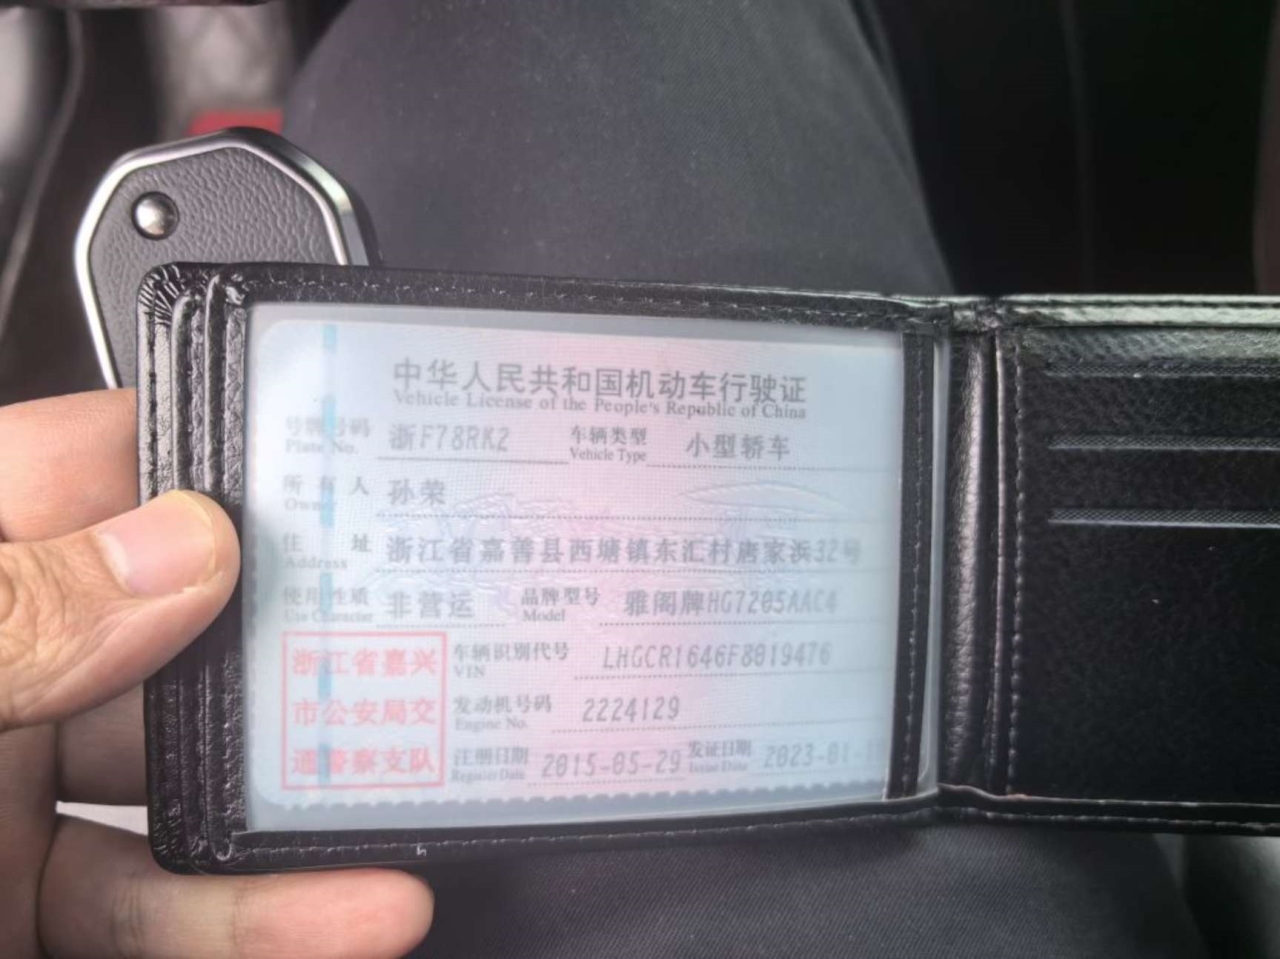 中华人民共和国机动车行驶证
Vehicle License of the People's Republic of China
号牌号码 浙F78RK2 车辆类型 小型轿车
Plate No. Vehicle Type
所有人 孙荣
Owner
住址 浙江省嘉善县西塘镇东汇村唐家浜32号
Address
使用性质 非营运 品牌型号 雅阁牌HG7205AAC4
Use Character Model
浙江省嘉兴
市公安局交
通警察支队
车辆识别代号 LHGCR1646F8019476
VIN
发动机号码 2224129
Engine No.
注册日期 2015-05-29 发证日期 2023-01-
Register Date Issue Date